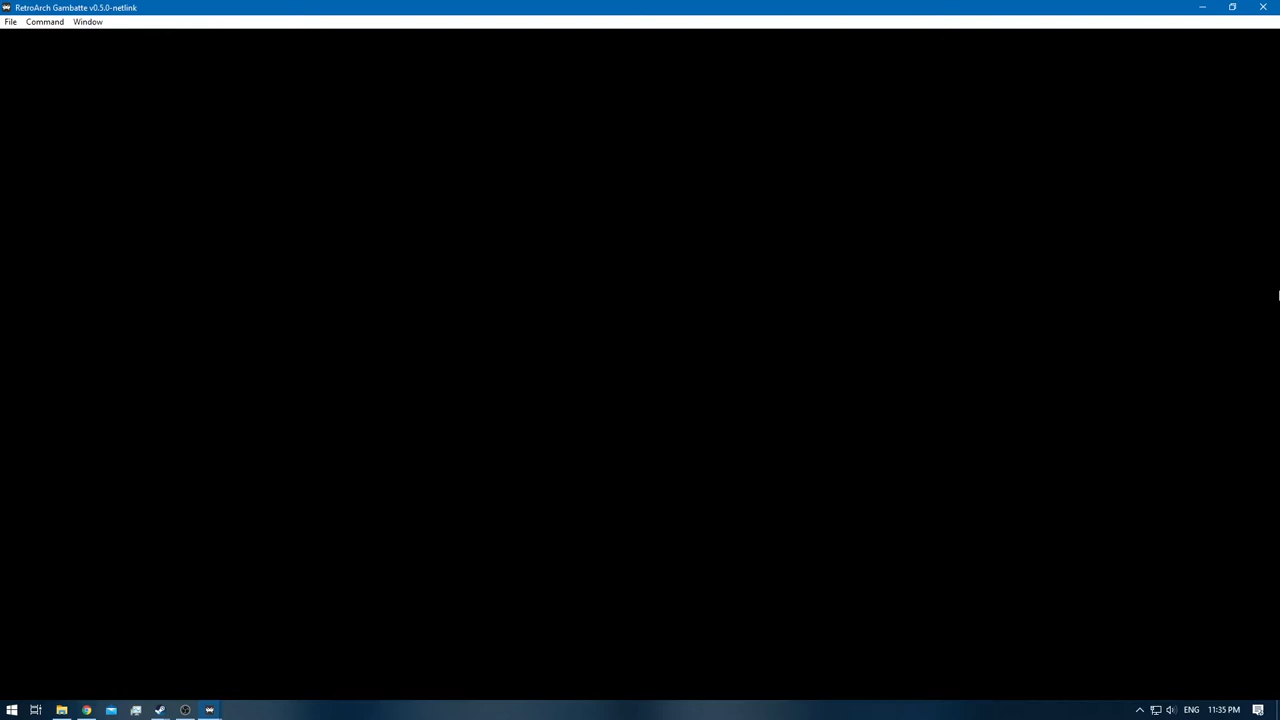 RetroArch Gambatte v0.5.0-netlink
File Command Window
ENG 11:35 PM